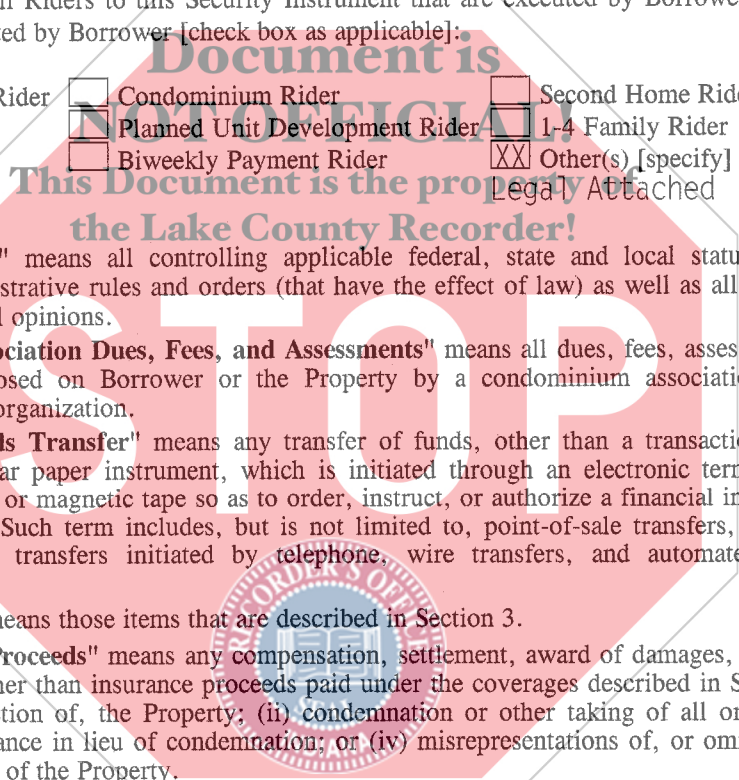 n Riders to this Security Instrument that are executed by Borrowe
ted by Borrower [check box as applicable]:
Document is
Rider Condominium Rider Second Home Ride
NOT OFFICIAL!
Planned Unit Development Rider 1-4 Family Rider
Biweekly Payment Rider XX Other(s) [specify]
This Document is the property of
Legal Attached
the Lake County Recorder!
" means all controlling applicable federal, state and local statu
strative rules and orders (that have the effect of law) as well as all
l opinions.
ociation Dues, Fees, and Assessments" means all dues, fees, asses
osed on Borrower or the Property by a condominium associati
organization.
STOP
ds Transfer" means any transfer of funds, other than a transactio
ar paper instrument, which is initiated through an electronic term
or magnetic tape so as to order, instruct, or authorize a financial in
Such term includes, but is not limited to, point-of-sale transfers,
transfers initiated by telephone, wire transfers, and automate
RECORDER'S OFFICE
neans those items that are described in Section 3.
Proceeds" means any compensation, settlement, award of damages,
her than insurance proceeds paid under the coverages described in S
tion of, the Property; (ii) condemnation or other taking of all or
SEAL
ance in lieu of condemnation; or (iv) misrepresentations of, or omi
INDIANA
of the Property.